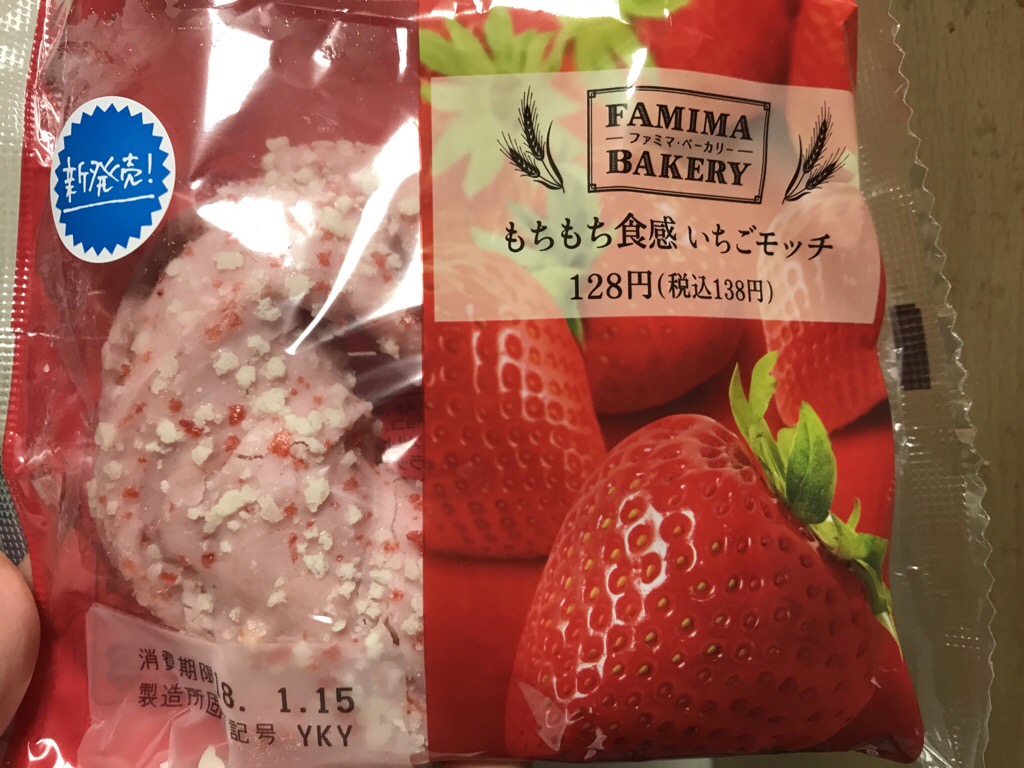 新発売!
FAMIMA
ファミマ・ベーカリー
BAKERY
もちもち食感 いちごモッチ
128円(税込138円)
消費期限
8. 1.15
製造所固
記号 YKY